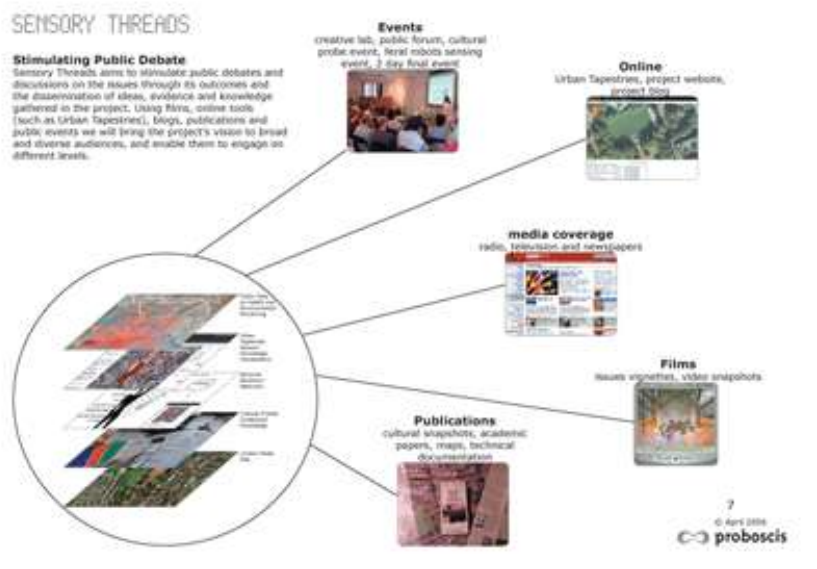 SENSORY THREADS
Stimulating Public Debate
Sensory Threads aims to stimulate public debates and
discussions on the issues through its outcomes and
the dissemination of ideas, evidence and knowledge
gathered in the project. Using films, online tools
(such as Urban Tapestries), blogs, publications and
public events we will bring the project's vision to broad
and diverse audiences, and enable them to engage on
different levels.
Events
creative lab, public forum, cultural
probe event, feral robots sensing
event, 2 day final event
Online
Urban Tapestries, project website,
project blog
media coverage
radio, television and newspapers
Films
issues vignettes, video snapshots
Publications
cultural snapshots, academic
papers, maps, technical
documentation
7
© April 2006
proboscis